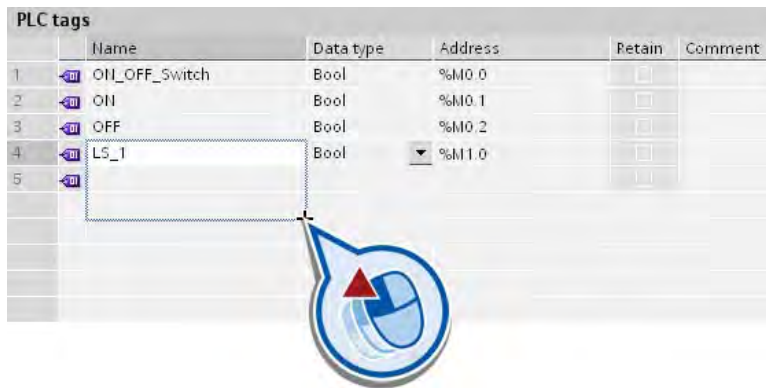 PLC tags
Name Data type Address Retain Comment
1 ON_OFF_Switch Bool %M0.0
2 ON Bool %M0.1
3 OFF Bool %M0.2
4 LS_1 Bool %M1.0
5